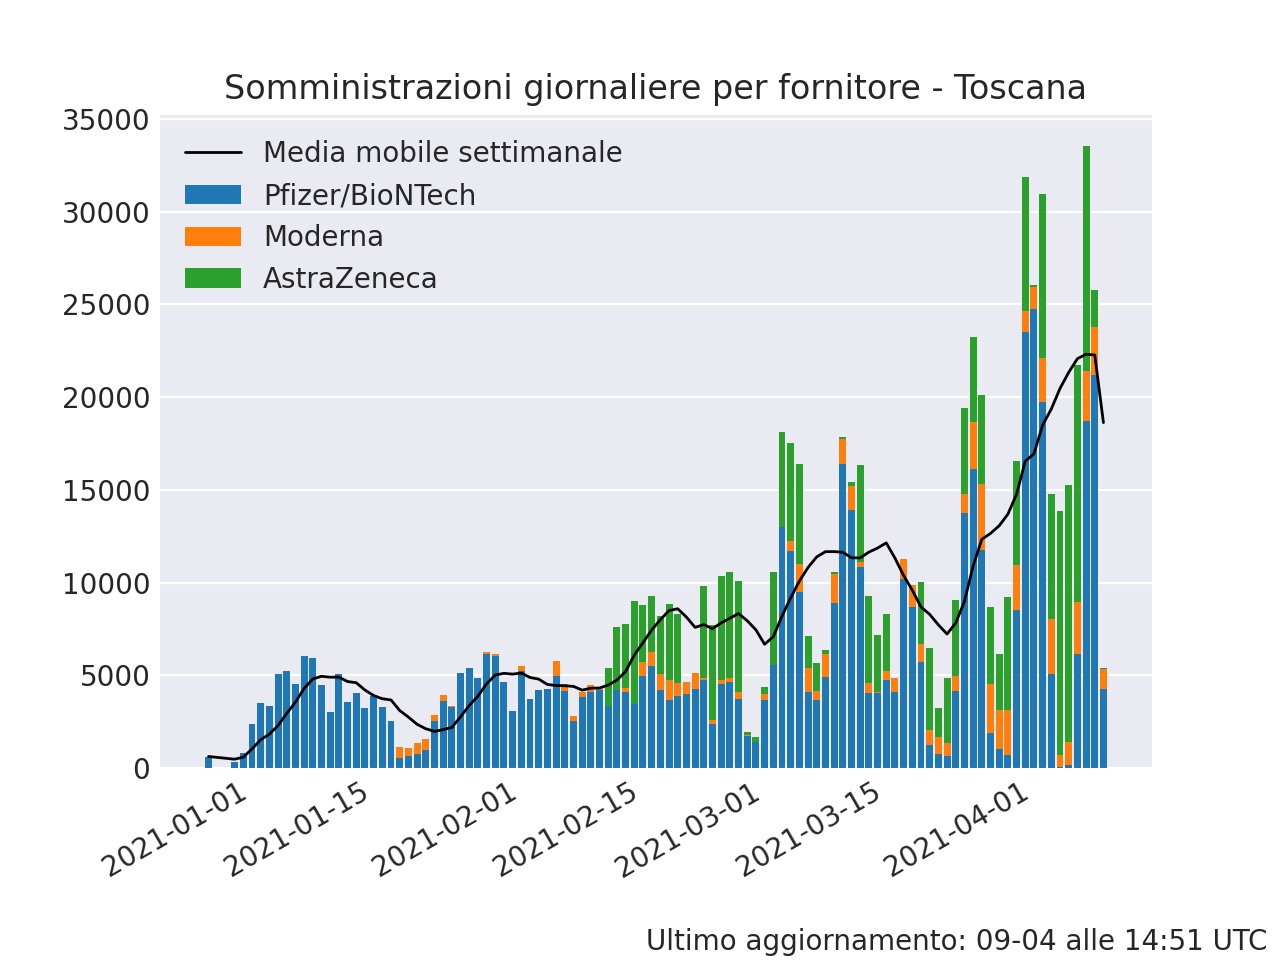 Somministrazioni giornaliere per fornitore - Toscana
35000
30000
25000
20000
15000
10000
5000
0
Media mobile settimanale
Pfizer/BioNTech
Moderna
AstraZeneca
2021-01-01
2021-01-15
2021-02-01
2021-02-15
2021-03-01
2021-03-15
2021-04-01
Ultimo aggiornamento: 09-04 alle 14:51 UTC